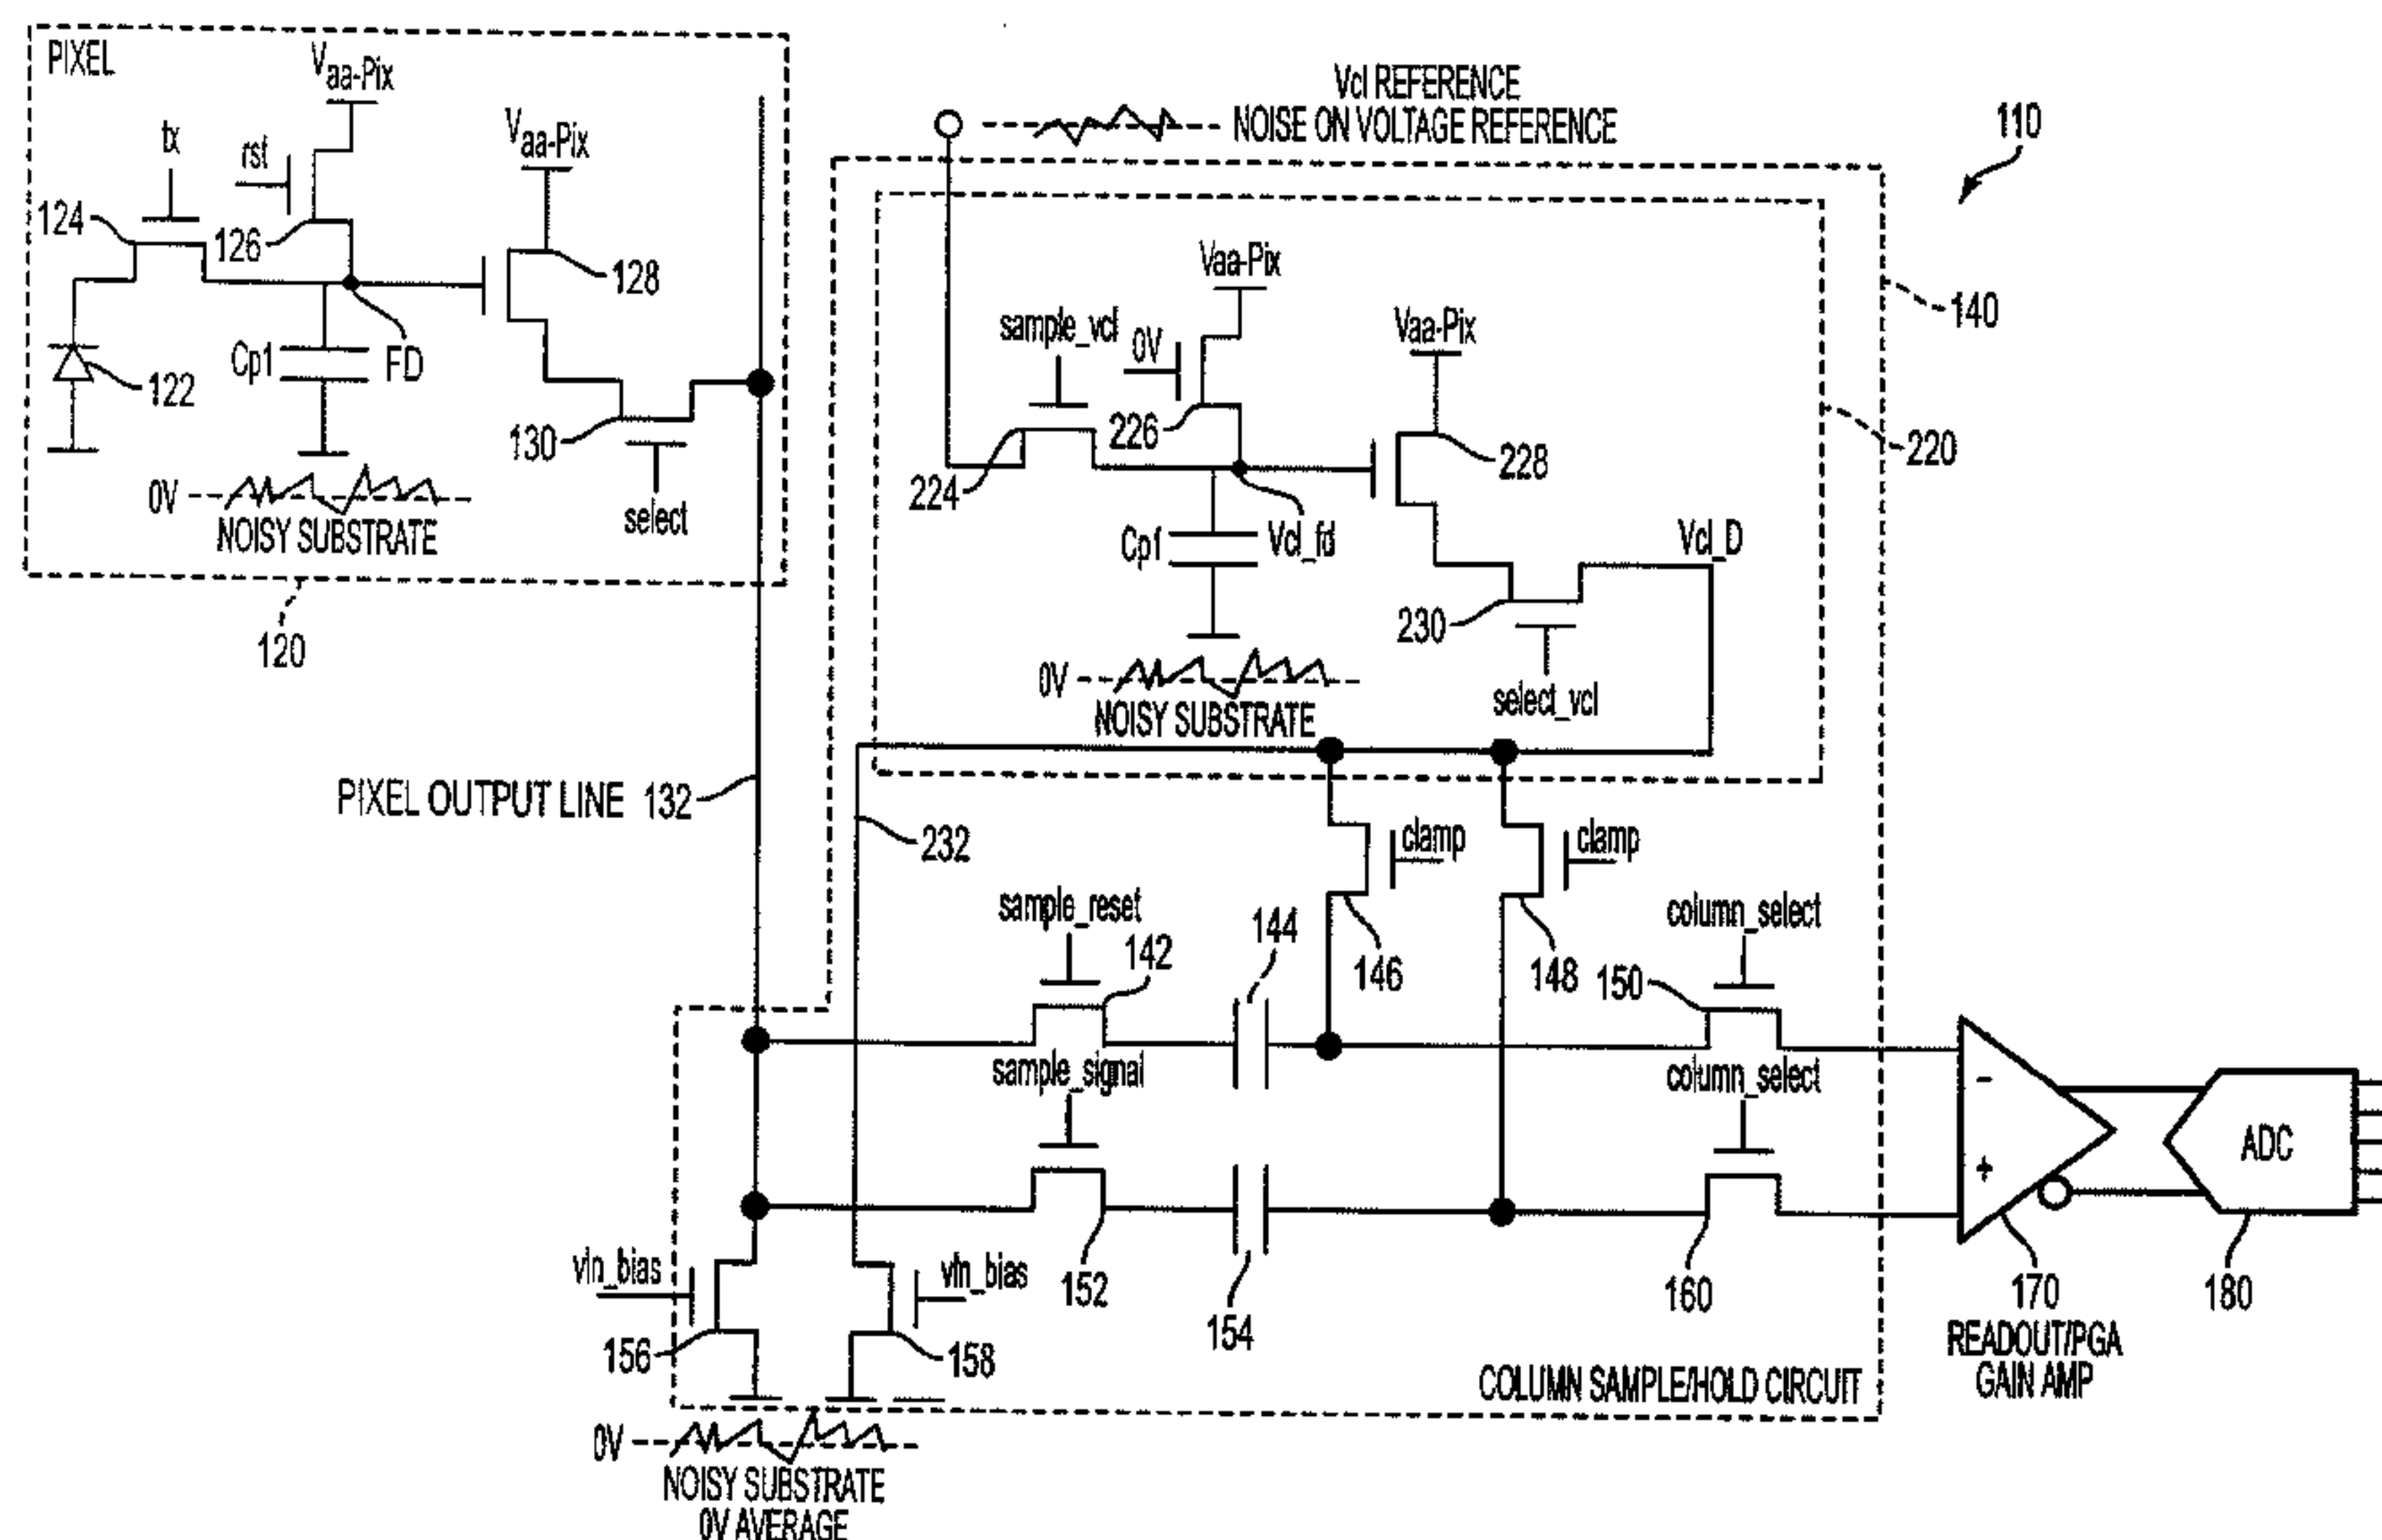 PIXEL
Vaa-Pix
tx
rst
Vaa-Pix
124
126
128
Cp1
FD
122
130
0V
NOISY SUBSTRATE
select
120
Vcl REFERENCE
NOISE ON VOLTAGE REFERENCE
110
140
220
Vaa-Pix
sample_vcl
0V
Vaa-Pix
226
228
224
Cp1
Vcl_fd
Vcl_D
230
0V
NOISY SUBSTRATE
select_vcl
PIXEL OUTPUT LINE 132
232
clamp
clamp
sample_reset
142
144
146
148
column_select
150
sample_signal
column_select
-
+
ADC
vln_bias
vln_bias
152
154
160
170
180
156
158
READOUT/PGA
GAIN AMP
COLUMN SAMPLE/HOLD CIRCUIT
0V
NOISY SUBSTRATE
0V AVERAGE